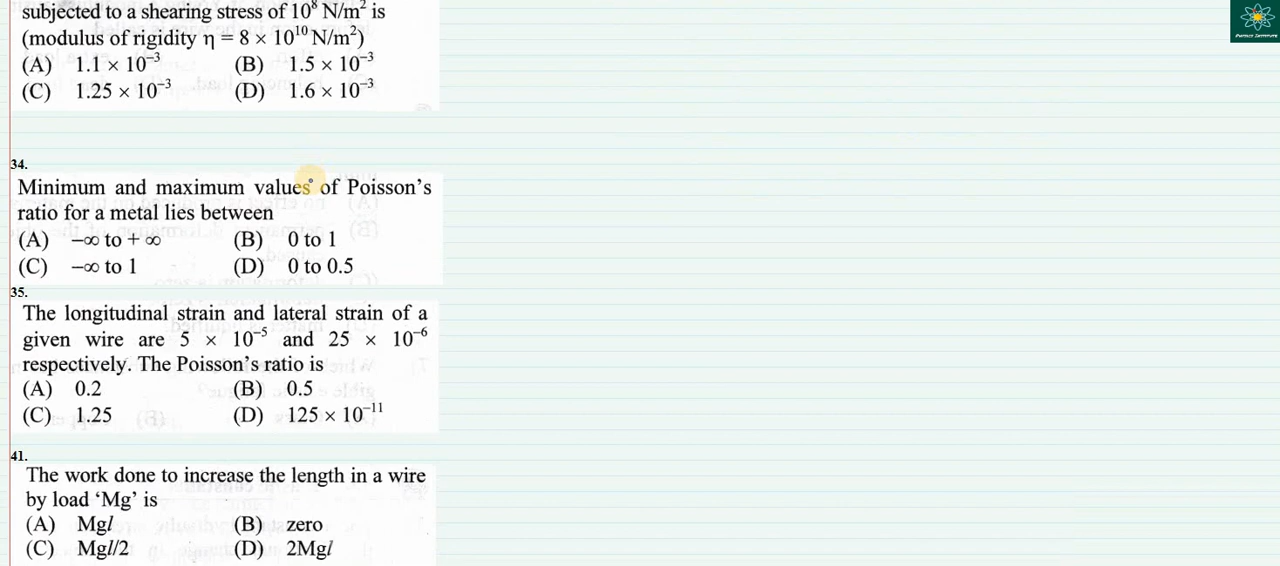 subjected to a shearing stress of 10⁸ N/m² is
(modulus of rigidity η = 8 × 10¹⁰ N/m²)
(A) 1.1 × 10⁻³ (B) 1.5 × 10⁻³
(C) 1.25 × 10⁻³ (D) 1.6 × 10⁻³
34.
Minimum and maximum values of Poisson's
ratio for a metal lies between
(A) −∞ to + ∞ (B) 0 to 1
(C) −∞ to 1 (D) 0 to 0.5
35.
The longitudinal strain and lateral strain of a
given wire are 5 × 10⁻⁵ and 25 × 10⁻⁶
respectively. The Poisson's ratio is
(A) 0.2 (B) 0.5
(C) 1.25 (D) 125 × 10⁻¹¹
41.
The work done to increase the length in a wire
by load ‘Mg’ is
(A) Mgl (B) zero
(C) Mgl/2 (D) 2Mgl